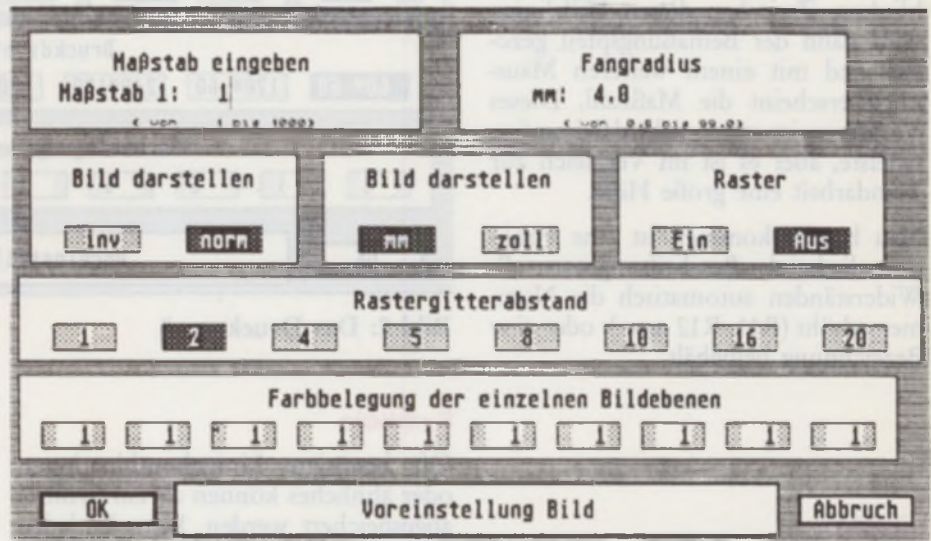 Maßstab eingeben
Maßstab 1: 1
( von 1 bis 1000)
Fangradius
mm: 4.0
( von 0.6 bis 99.0)
Bild darstellen
inv norm
Bild darstellen
mm zoll
Raster
Ein Aus
Rastergitterabstand
1 2 4 5 8 10 16 20
Farbbelegung der einzelnen Bildebenen
1 1 1 1 1 1 1 1 1 1
OK
Voreinstellung Bild
Abbruch